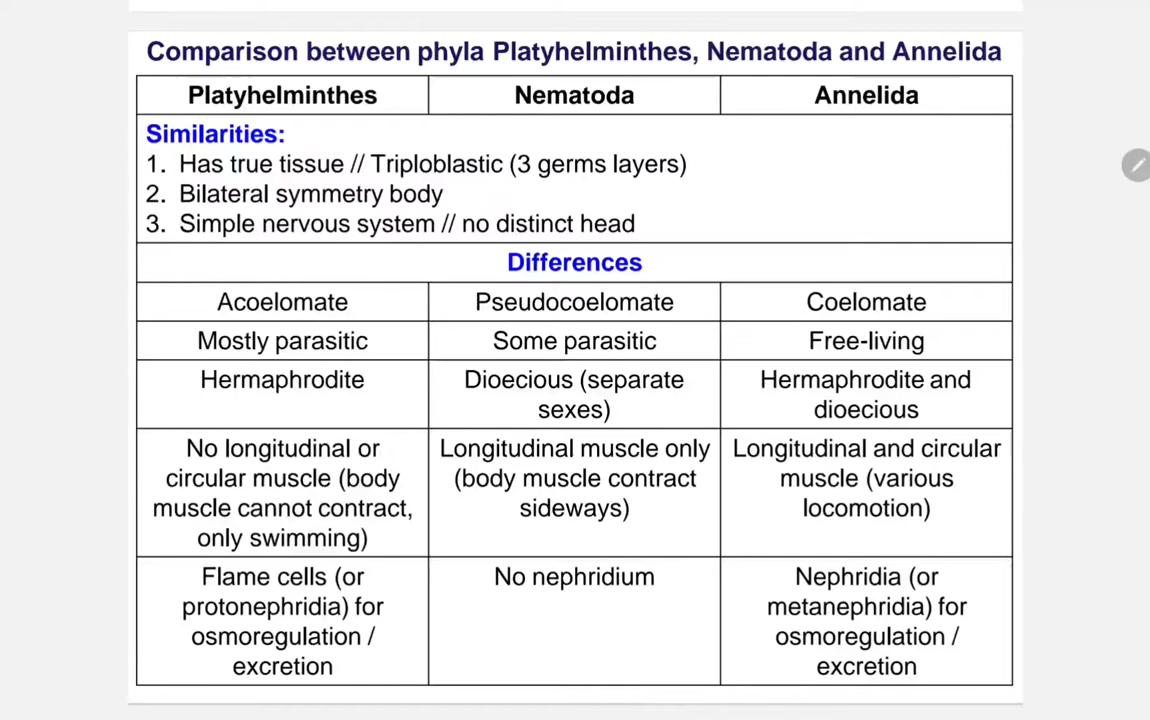 Comparison between phyla Platyhelminthes, Nematoda and Annelida
Platyhelminthes
Nematoda
Annelida
Similarities:
1. Has true tissue // Triploblastic (3 germs layers)
2. Bilateral symmetry body
3. Simple nervous system // no distinct head
Differences
Acoelomate
Pseudocoelomate
Coelomate
Mostly parasitic
Some parasitic
Free-living
Hermaphrodite
Dioecious (separate
sexes)
Hermaphrodite and
dioecious
No longitudinal or
circular muscle (body
muscle cannot contract,
only swimming)
Longitudinal muscle only
(body muscle contract
sideways)
Longitudinal and circular
muscle (various
locomotion)
Flame cells (or
protonephridia) for
osmoregulation /
excretion
No nephridium
Nephridia (or
metanephridia) for
osmoregulation /
excretion